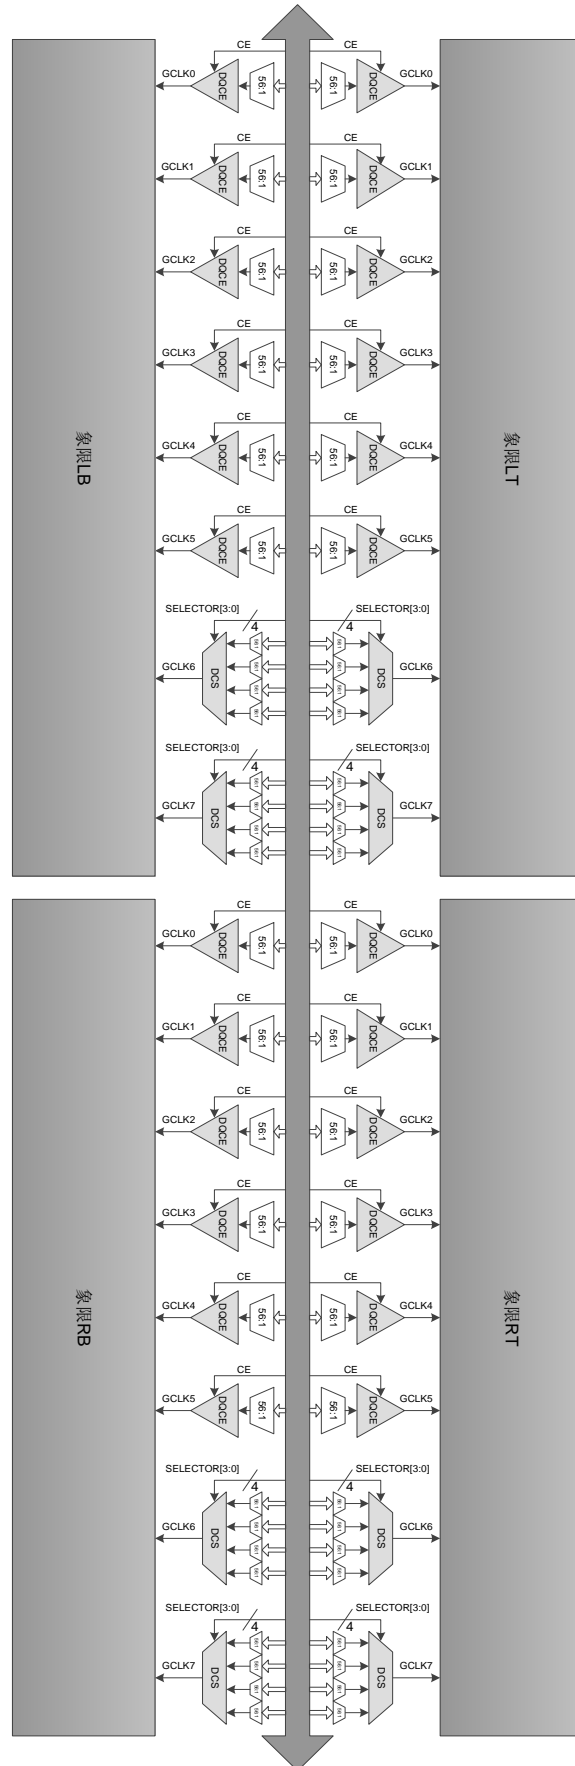 CE CE
GCLK0 DQCE 56:1 56:1 DQCE GCLK0
CE CE
GCLK1 DQCE 56:1 56:1 DQCE GCLK1
CE CE
GCLK2 DQCE 56:1 56:1 DQCE GCLK2
CE CE
GCLK3 DQCE 56:1 56:1 DQCE GCLK3
CE CE
GCLK4 DQCE 56:1 56:1 DQCE GCLK4
象限LB
象限LT
CE CE
GCLK5 DQCE 56:1 56:1 DQCE GCLK5
SELECTOR[3:0] SELECTOR[3:0]
4 4
GCLK6 DCS DCS GCLK6
SELECTOR[3:0] SELECTOR[3:0]
4 4
GCLK7 DCS DCS GCLK7
CE CE
GCLK0 DQCE 56:1 56:1 DQCE GCLK0
CE CE
GCLK1 DQCE 56:1 56:1 DQCE GCLK1
CE CE
GCLK2 DQCE 56:1 56:1 DQCE GCLK2
CE CE
GCLK3 DQCE 56:1 56:1 DQCE GCLK3
CE CE
GCLK4 DQCE 56:1 56:1 DQCE GCLK4
象限RB
象限RT
CE CE
GCLK5 DQCE 56:1 56:1 DQCE GCLK5
SELECTOR[3:0] SELECTOR[3:0]
4 4
GCLK6 DCS DCS GCLK6
SELECTOR[3:0] SELECTOR[3:0]
4 4
GCLK7 DCS DCS GCLK7